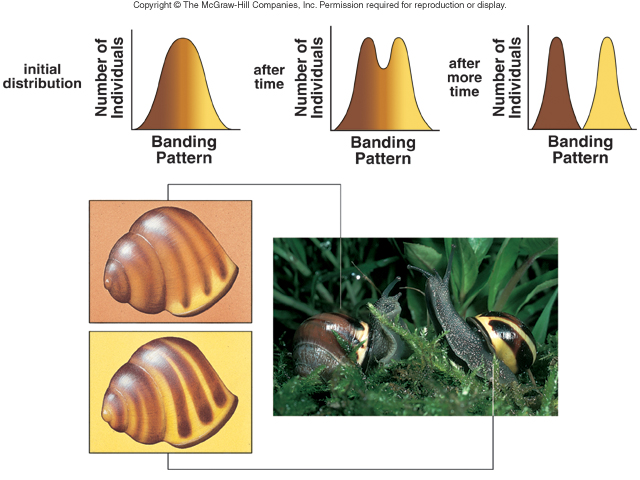 Copyright © The McGraw-Hill Companies, Inc. Permission required for reproduction or display.
initial
distribution
Number of
Individuals
Banding
Pattern
after
time
Number of
Individuals
Banding
Pattern
after
more
time
Number of
Individuals
Banding
Pattern